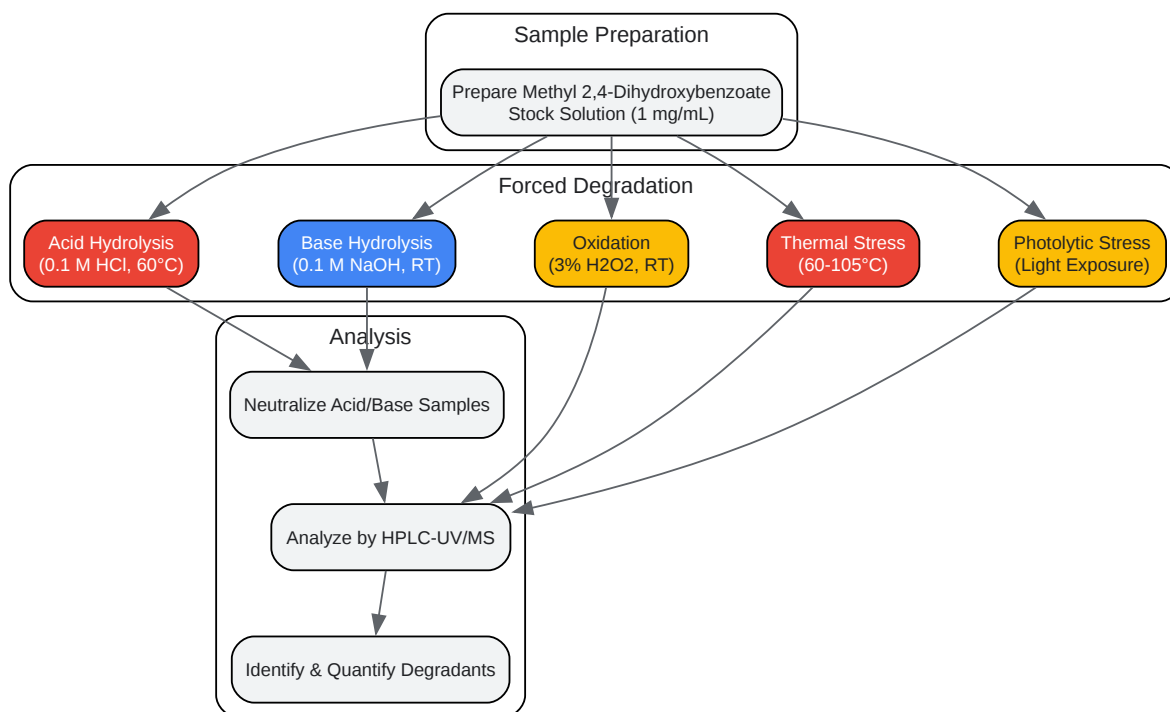 Sample Preparation
Prepare Methyl 2,4-Dihydroxybenzoate
Stock Solution (1 mg/mL)
Forced Degradation
Acid Hydrolysis
(0.1 M HCl, 60°C)
Base Hydrolysis
(0.1 M NaOH, RT)
Oxidation
(3% H2O2, RT)
Thermal Stress
(60-105°C)
Photolytic Stress
(Light Exposure)
Analysis
Neutralize Acid/Base Samples
Analyze by HPLC-UV/MS
Identify & Quantify Degradants